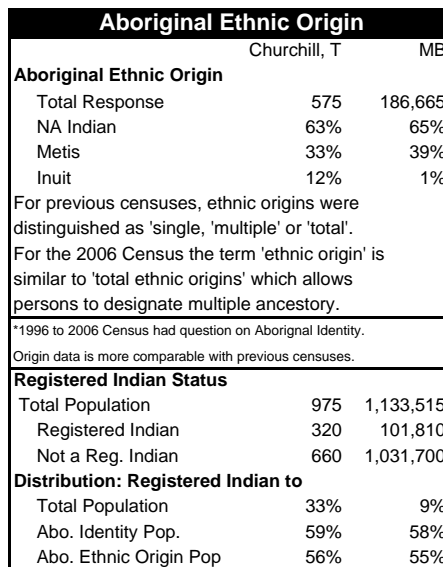 Aboriginal Ethnic Origin
Churchill, T MB
Aboriginal Ethnic Origin
Total Response 575 186,665
NA Indian 63% 65%
Metis 33% 39%
Inuit 12% 1%
For previous censuses, ethnic origins were
distinguished as 'single, 'multiple' or 'total'.
For the 2006 Census the term 'ethnic origin' is
similar to 'total ethnic origins' which allows
persons to designate multiple ancestory.
*1996 to 2006 Census had question on Aborignal Identity.
Origin data is more comparable with previous censuses.
Registered Indian Status
Total Population 975 1,133,515
Registered Indian 320 101,810
Not a Reg. Indian 660 1,031,700
Distribution: Registered Indian to
Total Population 33% 9%
Abo. Identity Pop. 59% 58%
Abo. Ethnic Origin Pop 56% 55%